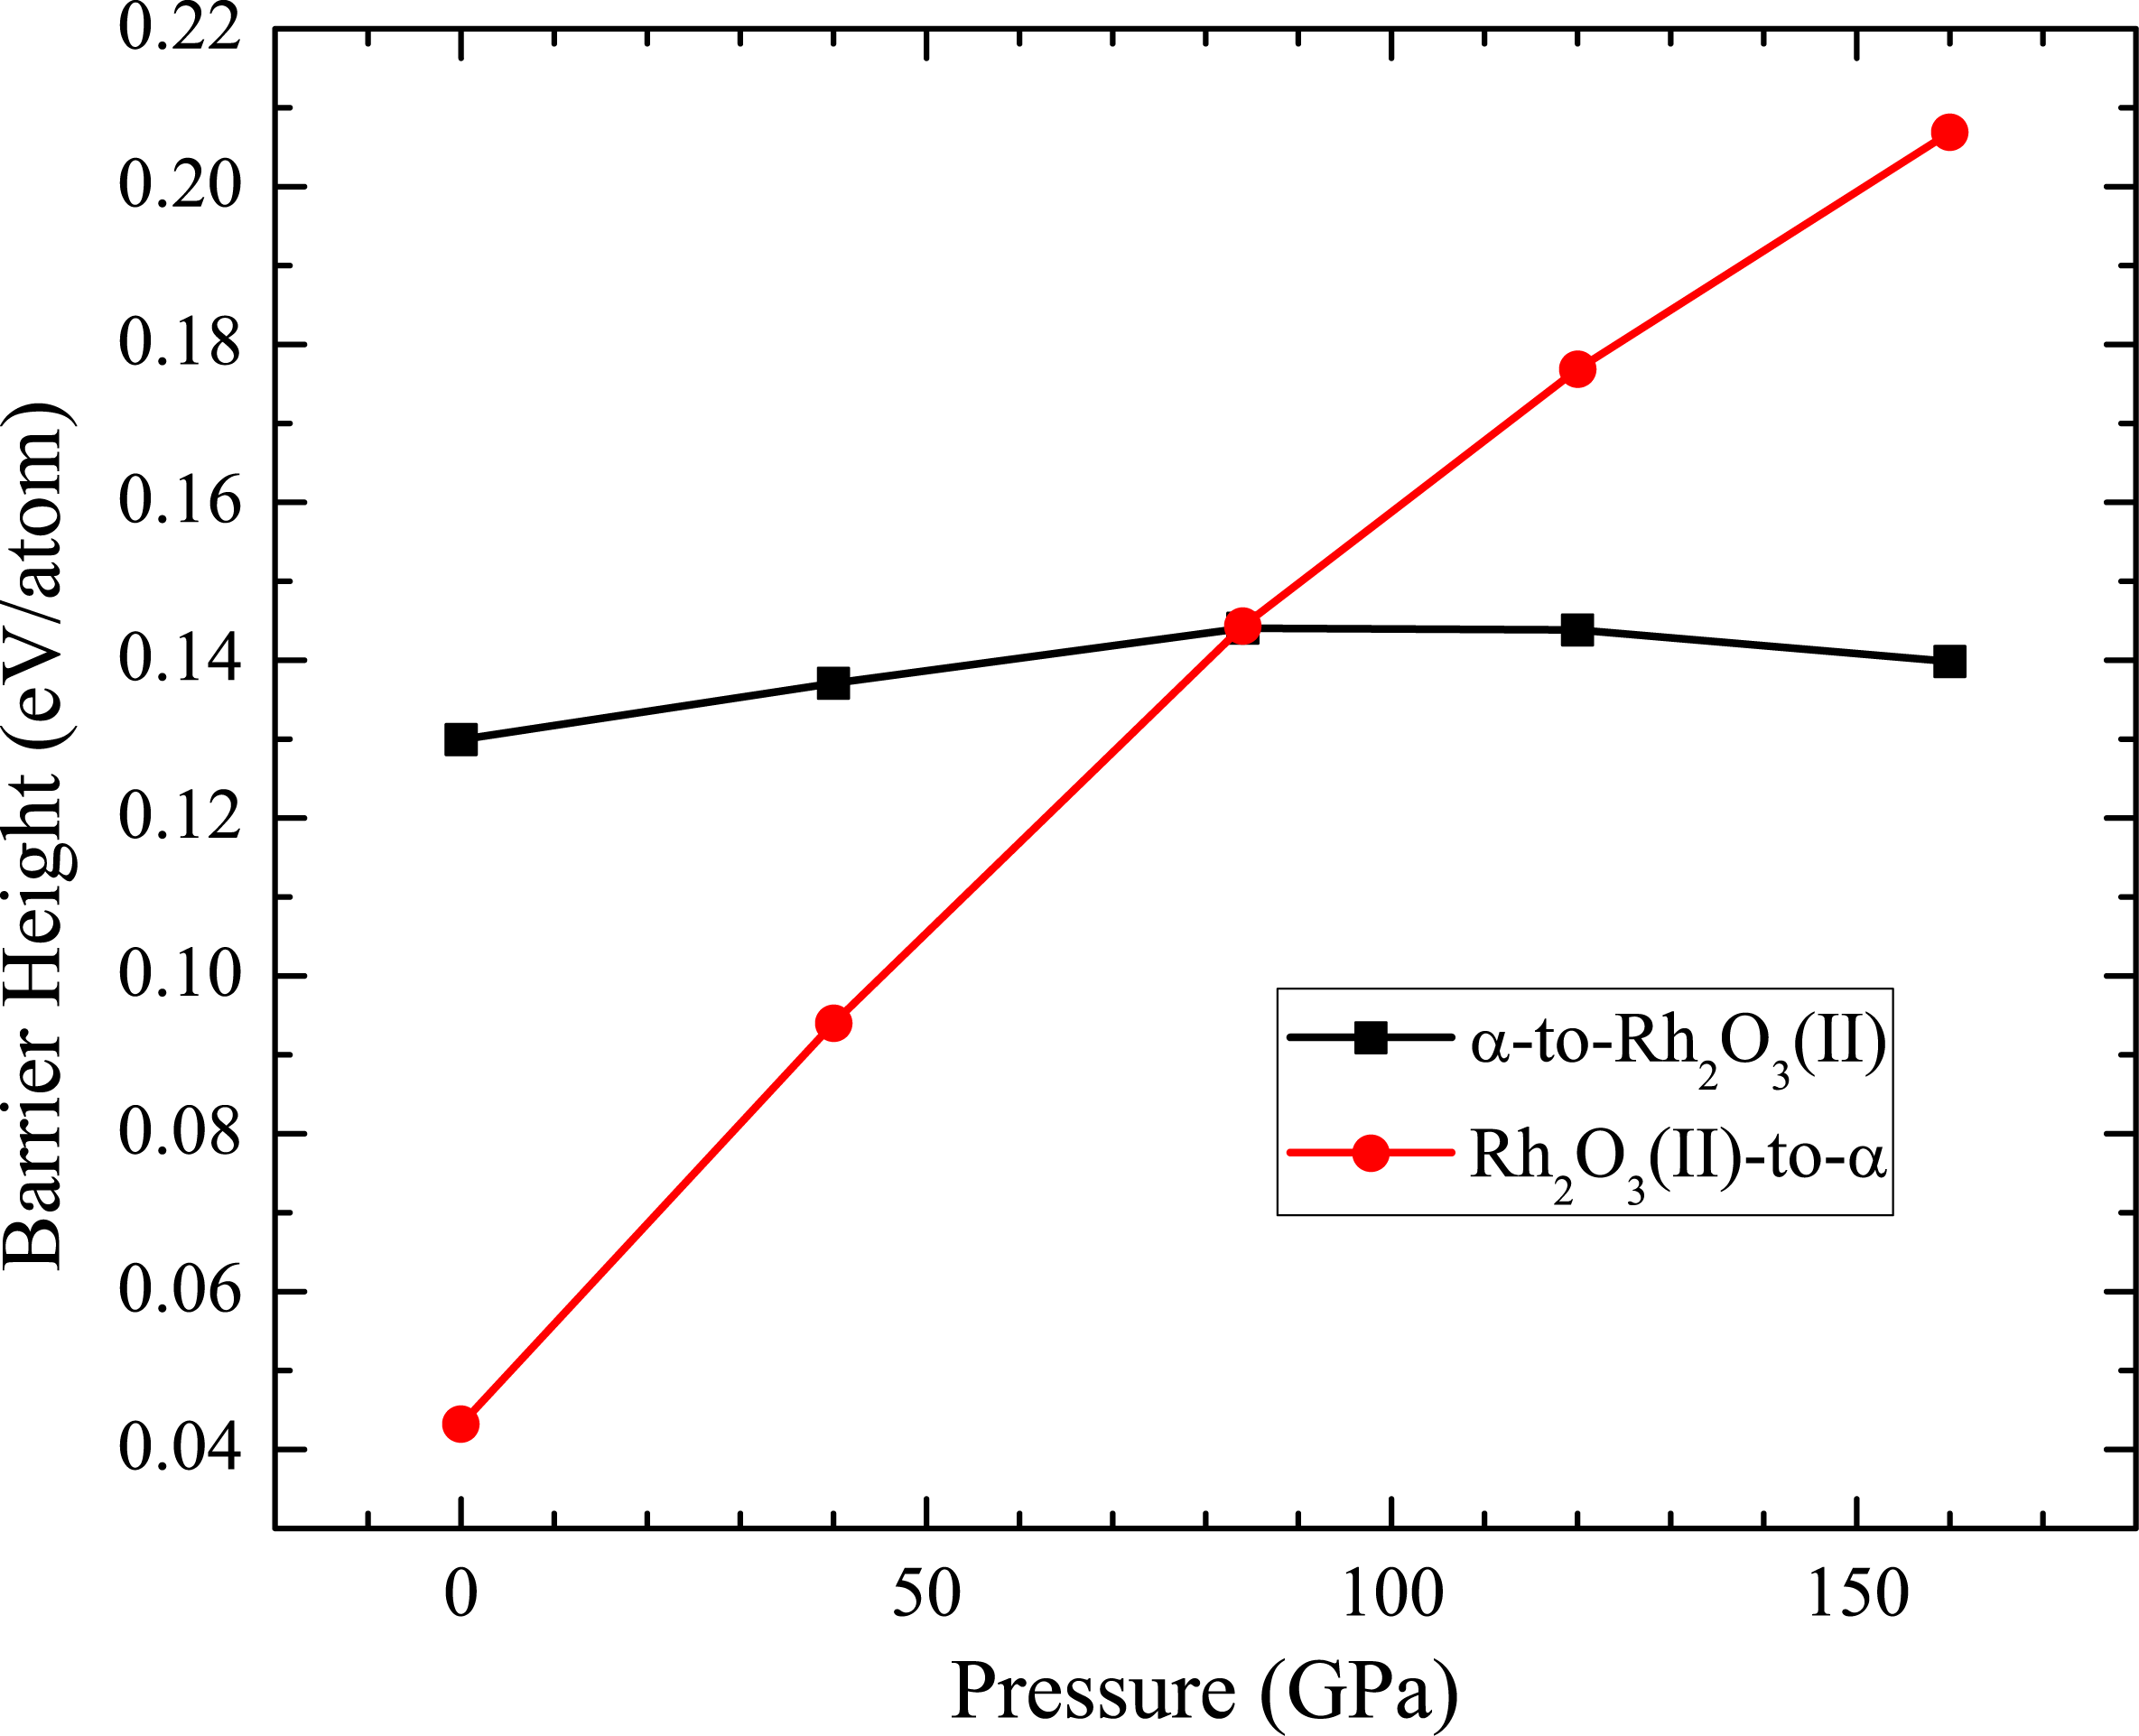 0.22
0.20
0.18
0.16
0.14
0.12
0.10
0.08
0.06
0.04
Barrier Height (eV/atom)
α-to-Rh₂O₃(II)
Rh₂O₃(II)-to-α
0 50 100 150
Pressure (GPa)